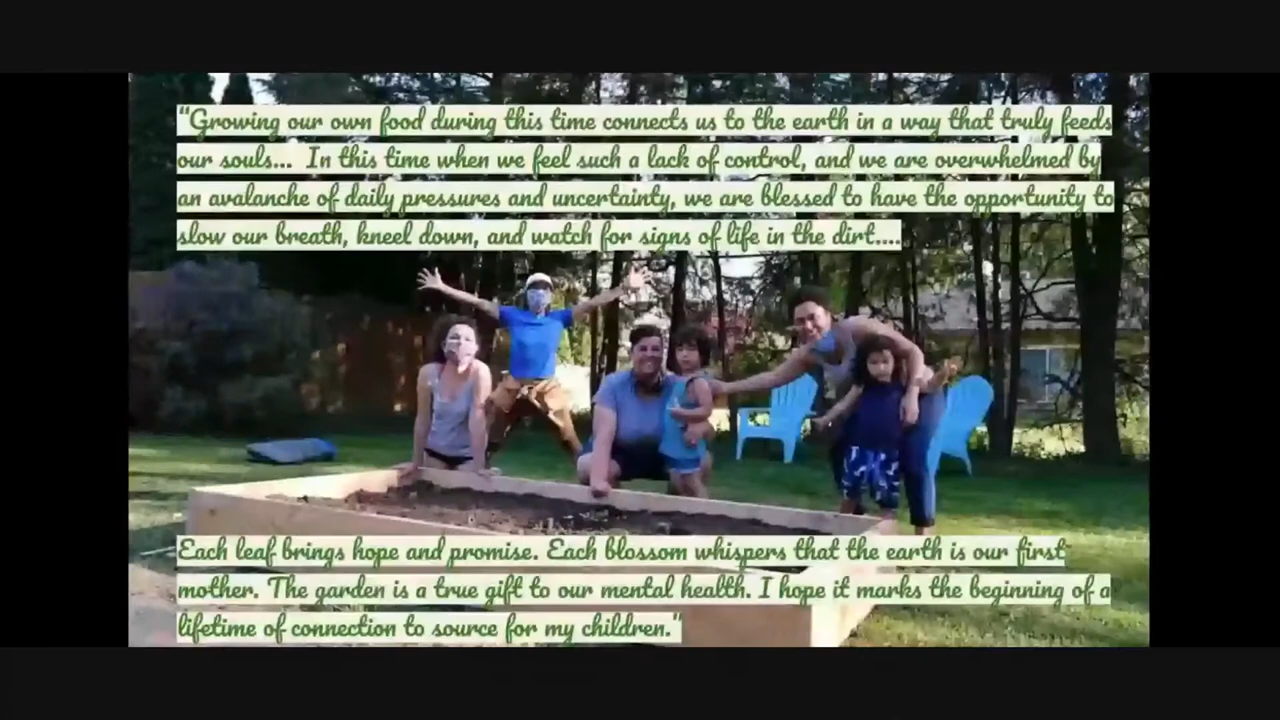 "Growing our own food during this time connects us to the earth in a way that truly feeds
our souls... In this time when we feel such a lack of control, and we are overwhelmed by
an avalanche of daily pressures and uncertainty, we are blessed to have the opportunity to
slow our breath, kneel down, and watch for signs of life in the dirt....
Each leaf brings hope and promise. Each blossom whispers that the earth is our first
mother. The garden is a true gift to our mental health. I hope it marks the beginning of a
lifetime of connection to source for my children."